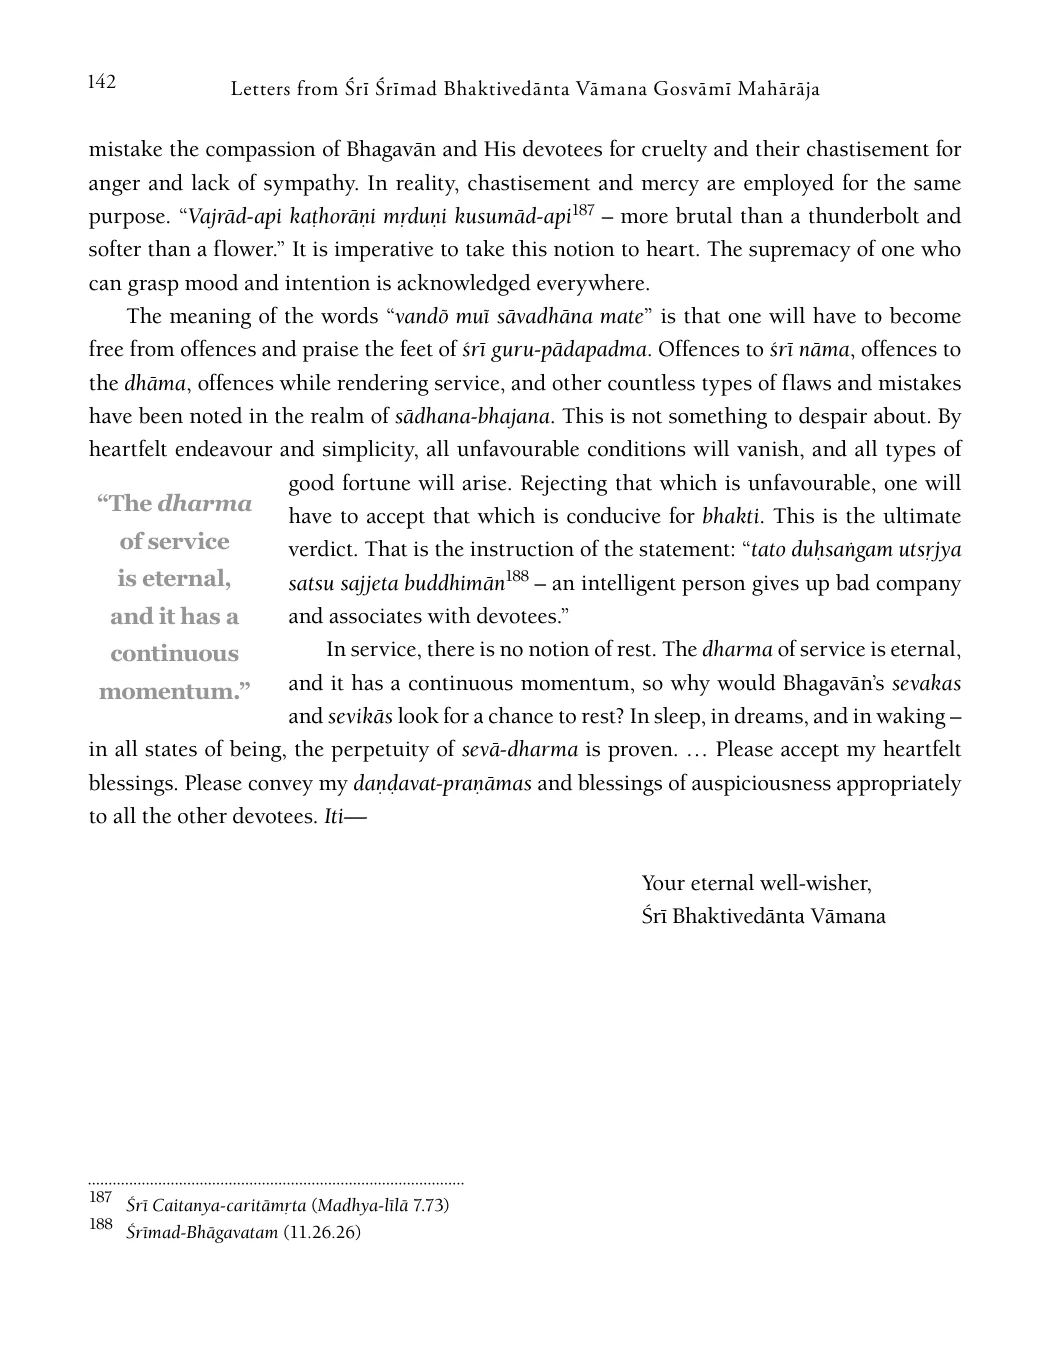 142
Letters from Śrī Śrīmad Bhaktivedānta Vāmana Gosvāmī Mahārāja
mistake the compassion of Bhagavān and His devotees for cruelty and their chastisement for
anger and lack of sympathy. In reality, chastisement and mercy are employed for the same
purpose. “Vajrād-api kaṭhorāṇi mṛduṇi kusumād-api187 – more brutal than a thunderbolt and
softer than a flower.” It is imperative to take this notion to heart. The supremacy of one who
can grasp mood and intention is acknowledged everywhere.
The meaning of the words “vandõ muĩ sāvadhāna mate” is that one will have to become
free from offences and praise the feet of śrī guru-pādapadma. Offences to śrī nāma, offences to
the dhāma, offences while rendering service, and other countless types of flaws and mistakes
have been noted in the realm of sādhana-bhajana. This is not something to despair about. By
heartfelt endeavour and simplicity, all unfavourable conditions will vanish, and all types of
good fortune will arise. Rejecting that which is unfavourable, one will
have to accept that which is conducive for bhakti. This is the ultimate
verdict. That is the instruction of the statement: “tato duḥsaṅgam utsṛjya
satsu sajjeta buddhimān188 – an intelligent person gives up bad company
and associates with devotees.”
“The dharma
of service
is eternal,
and it has a
continuous
momentum.”
In service, there is no notion of rest. The dharma of service is eternal,
and it has a continuous momentum, so why would Bhagavān’s sevakas
and sevikās look for a chance to rest? In sleep, in dreams, and in waking –
in all states of being, the perpetuity of sevā-dharma is proven. … Please accept my heartfelt
blessings. Please convey my daṇḍavat-praṇāmas and blessings of auspiciousness appropriately
to all the other devotees. Iti—
Your eternal well-wisher,
Śrī Bhaktivedānta Vāmana
187 Śrī Caitanya-caritāmṛta (Madhya-līlā 7.73)
188 Śrīmad-Bhāgavatam (11.26.26)